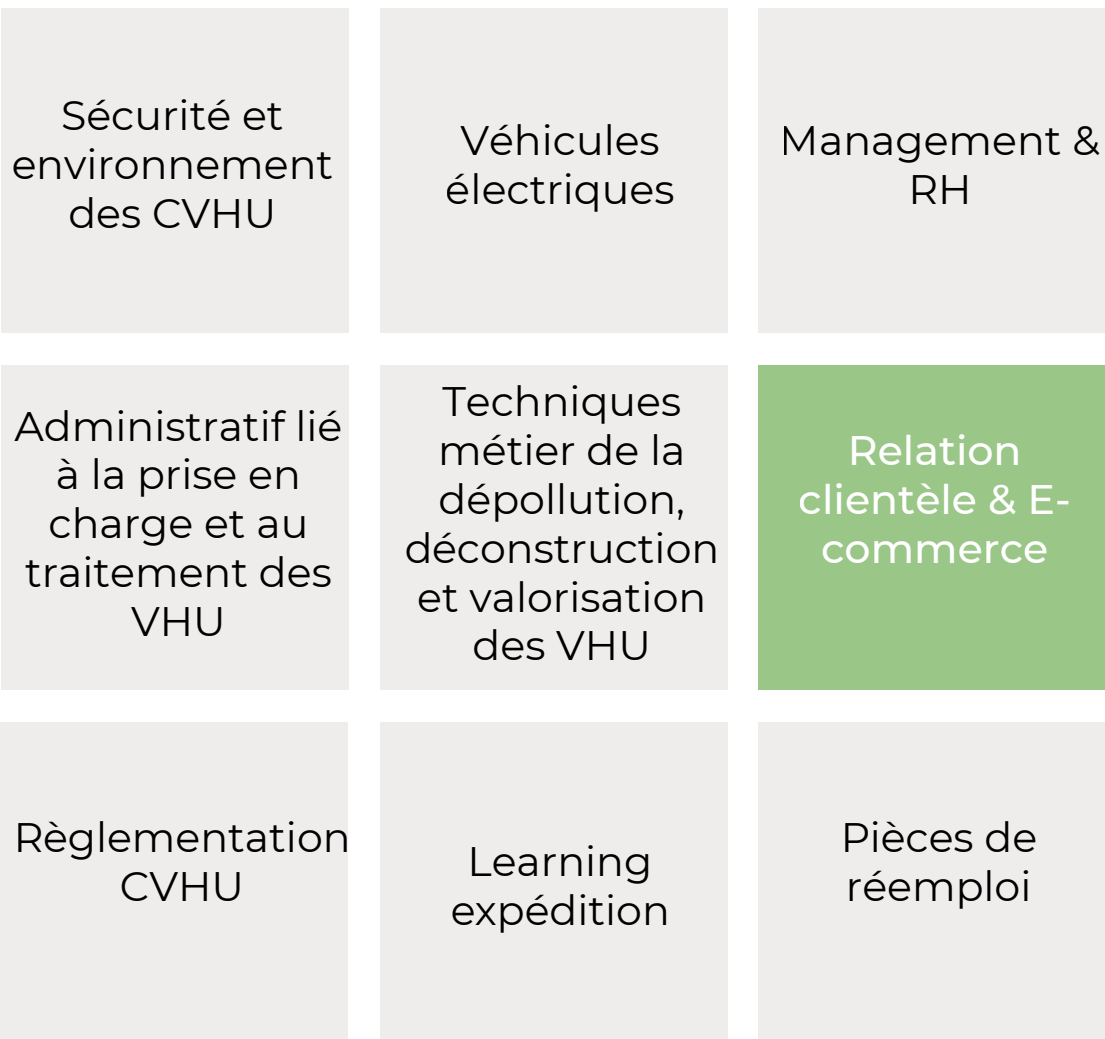 Sécurité et
environnement
des CVHU
Véhicules
électriques
Management &
RH
Administratif lié
à la prise en
charge et au
traitement des
VHU
Techniques
métier de la
dépollution,
déconstruction
et valorisation
des VHU
Relation
clientèle & E-
commerce
Règlementation
CVHU
Learning
expédition
Pièces de
réemploi